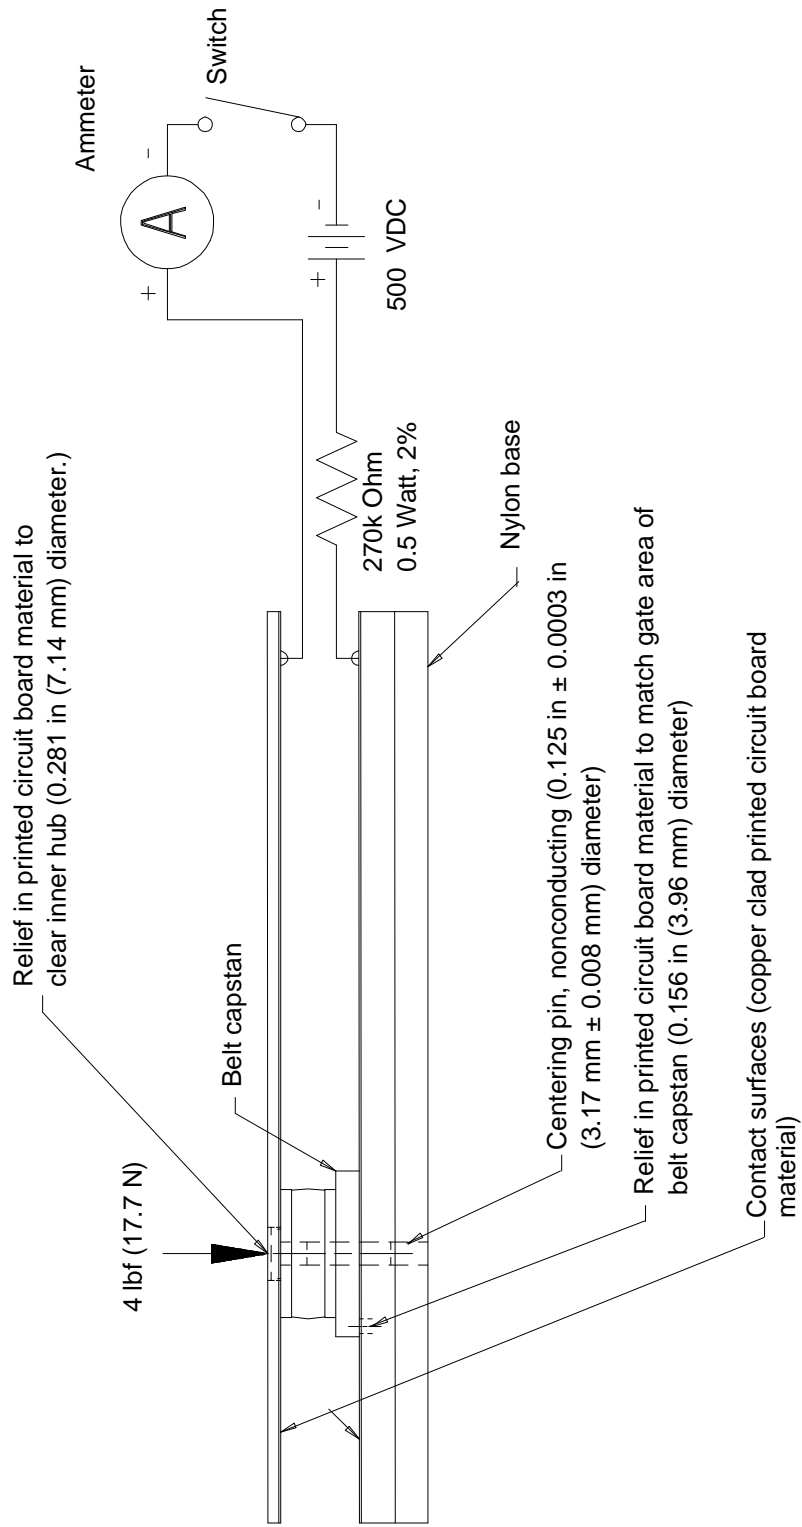 Relief in printed circuit board material to
clear inner hub (0.281 in (7.14 mm) diameter.)
4 lbf (17.7 N)
Belt capstan
Ammeter
+
-
A
Switch
+
-
500 VDC
270k Ohm
0.5 Watt, 2%
Nylon base
Centering pin, nonconducting (0.125 in ± 0.0003 in
(3.17 mm ± 0.008 mm) diameter)
Relief in printed circuit board material to match gate area of
belt capstan (0.156 in (3.96 mm) diameter)
Contact surfaces (copper clad printed circuit board
material)